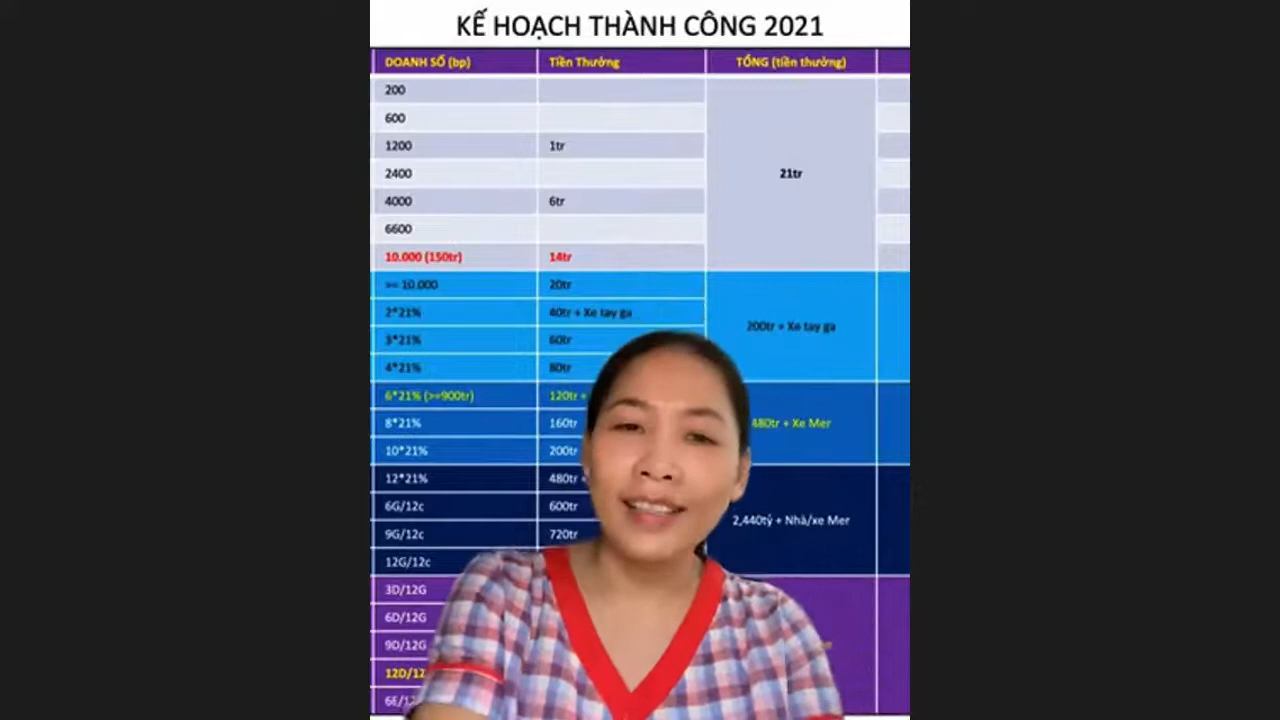 KẾ HOẠCH THÀNH CÔNG 2021
DOANH SỐ (bp) Tiền Thưởng TỔNG (tiền thưởng)
200
600
1200 1tr
2400
21tr
4000 6tr
6600
10.000 (150tr) 14tr
>= 10.000 20tr
2*21% 40tr + Xe tay ga
200tr + Xe tay ga
3*21% 60tr
4*21% 80tr
6*21% (>=900tr) 120tr +
8*21% 160tr 480tr + Xe Mer
10*21% 200tr
12*21% 480tr
6G/12c 600tr
2,440tỷ + Nhà/xe Mer
9G/12c 720tr
12G/12c
3D/12G
6D/12G
9D/12G
12D/12
6E/12